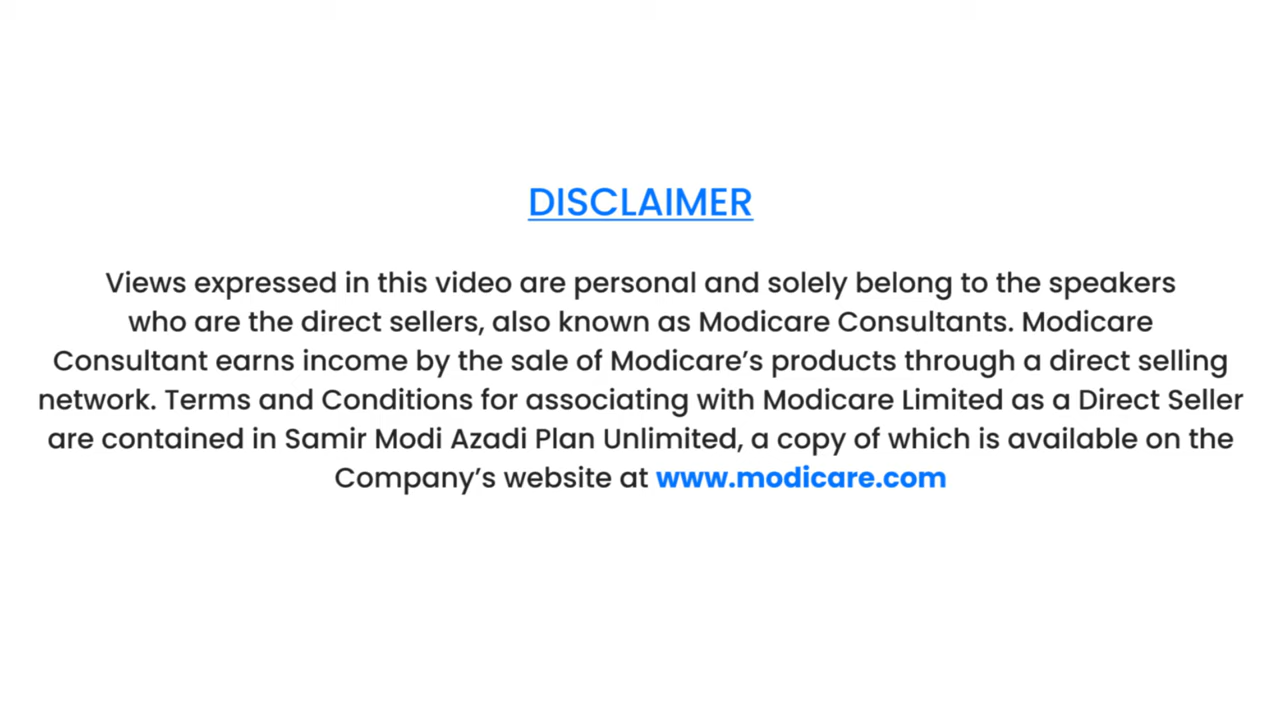 DISCLAIMER
Views expressed in this video are personal and solely belong to the speakers
who are the direct sellers, also known as Modicare Consultants. Modicare
Consultant earns income by the sale of Modicare’s products through a direct selling
network. Terms and Conditions for associating with Modicare Limited as a Direct Seller
are contained in Samir Modi Azadi Plan Unlimited, a copy of which is available on the
Company’s website at www.modicare.com